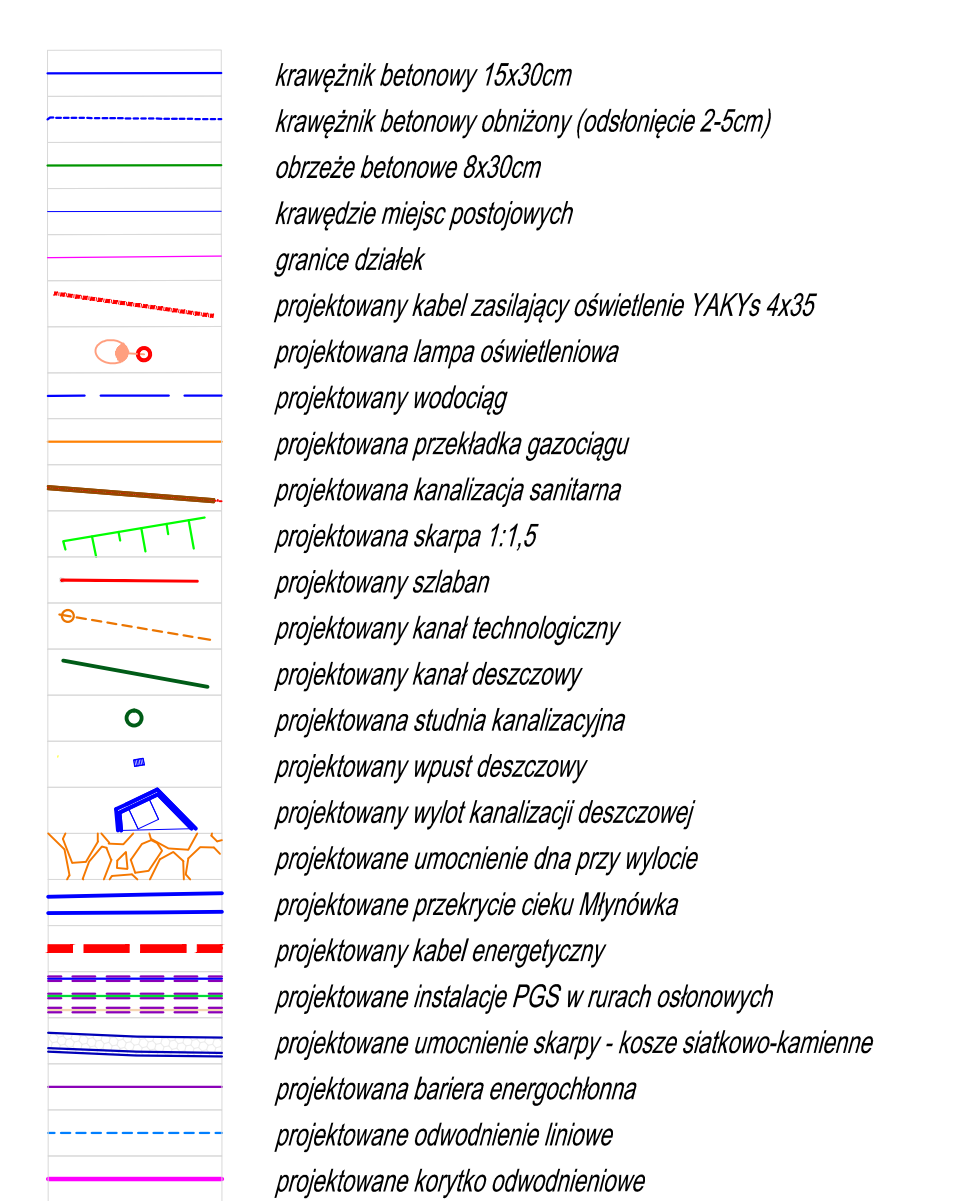 krawężnik betonowy 15x30cm
krawężnik betonowy obniżony (odsłonięcie 2-5cm)
obrzeże betonowe 8x30cm
krawędzie miejsc postojowych
granice działek
projektowany kabel zasilający oświetlenie YAKYs 4x35
projektowana lampa oświetleniowa
projektowany wodociąg
projektowana przekładka gazociągu
projektowana kanalizacja sanitarna
projektowana skarpa 1:1,5
projektowany szlaban
projektowany kanał technologiczny
projektowany kanał deszczowy
projektowana studnia kanalizacyjna
projektowany wpust deszczowy
projektowany wylot kanalizacji deszczowej
projektowane umocnienie dna przy wylocie
projektowane przekrycie cieku Młynówka
projektowany kabel energetyczny
projektowane instalacje PGS w rurach osłonowych
projektowane umocnienie skarpy - kosze siatkowo-kamienne
projektowana bariera energochłonna
projektowane odwodnienie liniowe
projektowane korytko odwodnieniowe